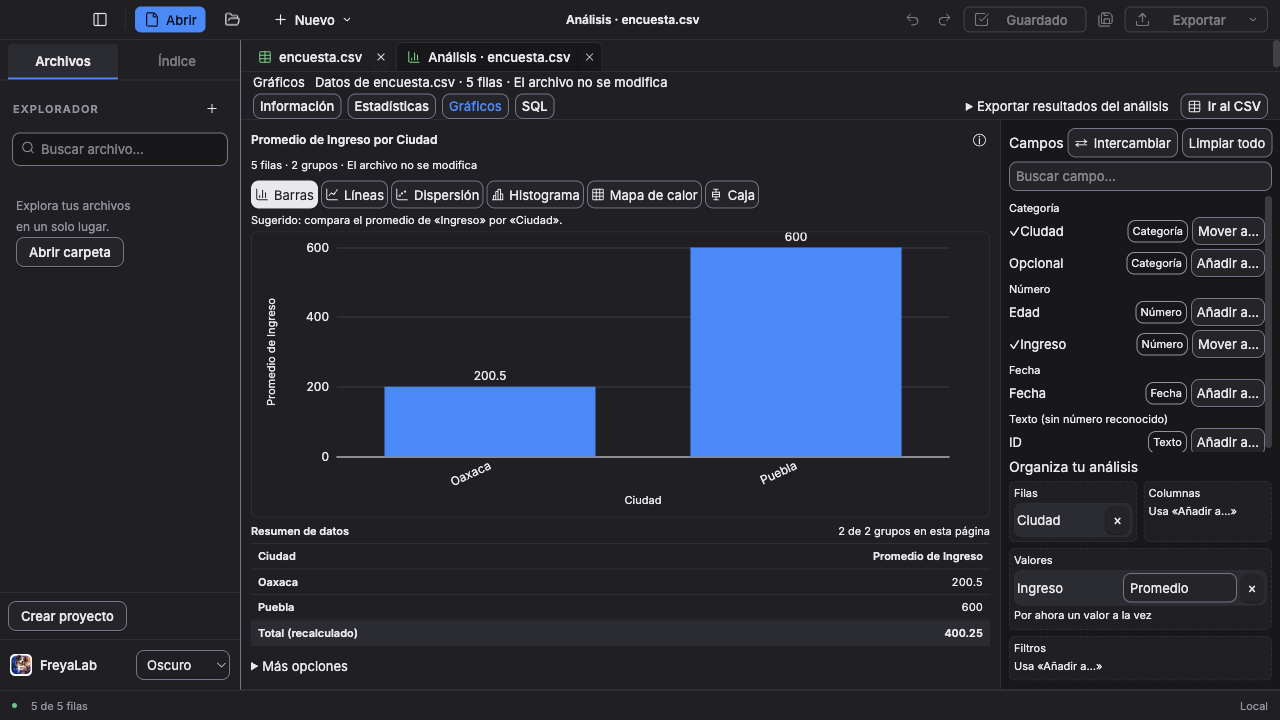 Abrir
Nuevo
Análisis · encuesta.csv
Guardado
Exportar
Archivos
Índice
encuesta.csv
Análisis · encuesta.csv
EXPLORADOR
Buscar archivo...
Explora tus archivos
en un solo lugar.
Abrir carpeta
Crear proyecto
FreyaLab
Oscuro
Gráficos Datos de encuesta.csv · 5 filas · El archivo no se modifica
Información
Estadísticas
Gráficos
SQL
Exportar resultados del análisis
Ir al CSV
Promedio de Ingreso por Ciudad
5 filas · 2 grupos · El archivo no se modifica
Barras
Líneas
Dispersión
Histograma
Mapa de calor
Caja
Sugerido: compara el promedio de «Ingreso» por «Ciudad».
600
400
200
0
Promedio de Ingreso
200.5
600
Oaxaca
Puebla
Ciudad
Resumen de datos
2 de 2 grupos en esta página
Ciudad Promedio de Ingreso
Oaxaca 200.5
Puebla 600
Total (recalculado) 400.25
Más opciones
Campos
Intercambiar
Limpiar todo
Buscar campo...
Categoría
✓Ciudad Categoría Mover a...
Opcional Categoría Añadir a...
Número
Edad Número Añadir a...
✓Ingreso Número Mover a...
Fecha
Fecha Fecha Añadir a...
Texto (sin número reconocido)
ID Texto Añadir a...
Organiza tu análisis
Filas
Ciudad ×
Columnas
Usa «Añadir a...»
Valores
Ingreso Promedio ×
Por ahora un valor a la vez
Filtros
Usa «Añadir a...»
5 de 5 filas
Local